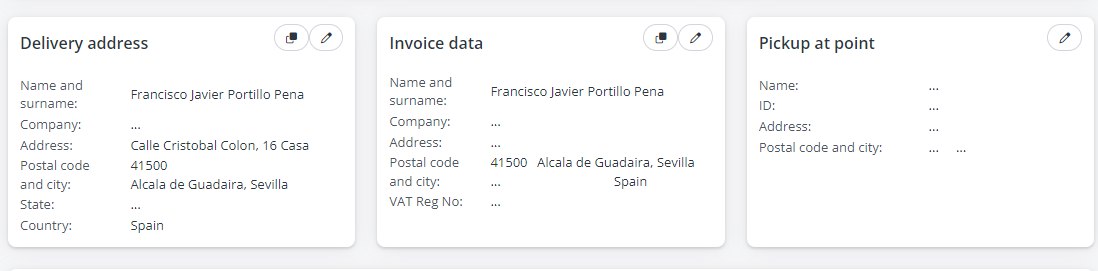 Delivery address
Name and
surname:
Francisco Javier Portillo Pena
Company:
...
Address:
Calle Cristobal Colon, 16 Casa
Postal code
and city:
41500
Alcala de Guadaira, Sevilla
State:
...
Country:
Spain
Invoice data
Name and
surname:
Francisco Javier Portillo Pena
Company:
...
Address:
...
Postal code
and city:
41500 Alcala de Guadaira, Sevilla
... Spain
VAT Reg No:
...
Pickup at point
Name:
...
ID:
...
Address:
...
Postal code and city:
... ...